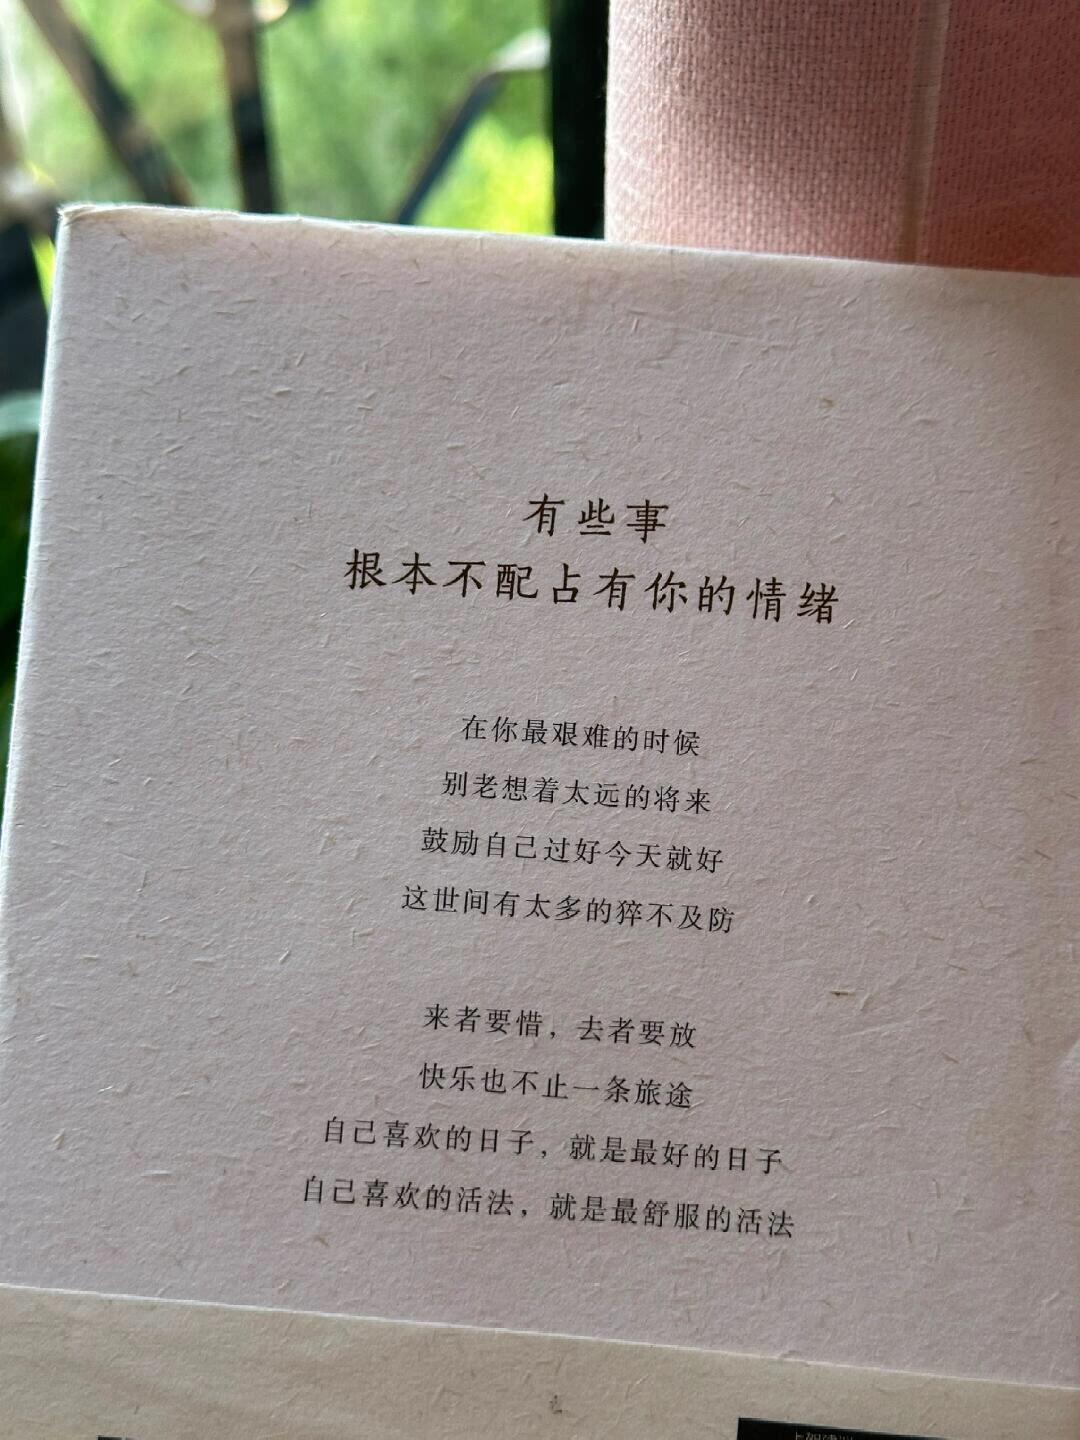 有些事
根本不配占有你的情绪
在你最艰难的时候
别老想着太远的将来
鼓励自己过好今天就好
这世间有太多的猝不及防
来者要惜，去者要放
快乐也不止一条旅途
自己喜欢的日子，就是最好的日子
自己喜欢的活法，就是最舒服的活法